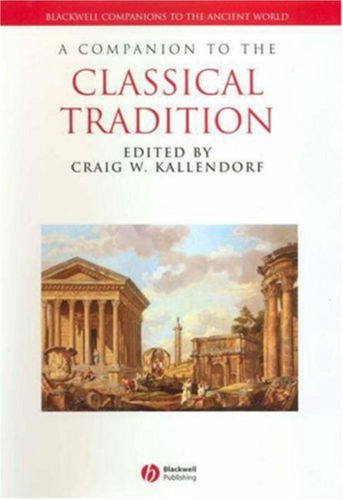 BLACKWELL COMPANIONS TO THE ANCIENT WORLD
A COMPANION TO THE
CLASSICAL
TRADITION
EDITED BY
CRAIG W. KALLENDORF
Blackwell
Publishing